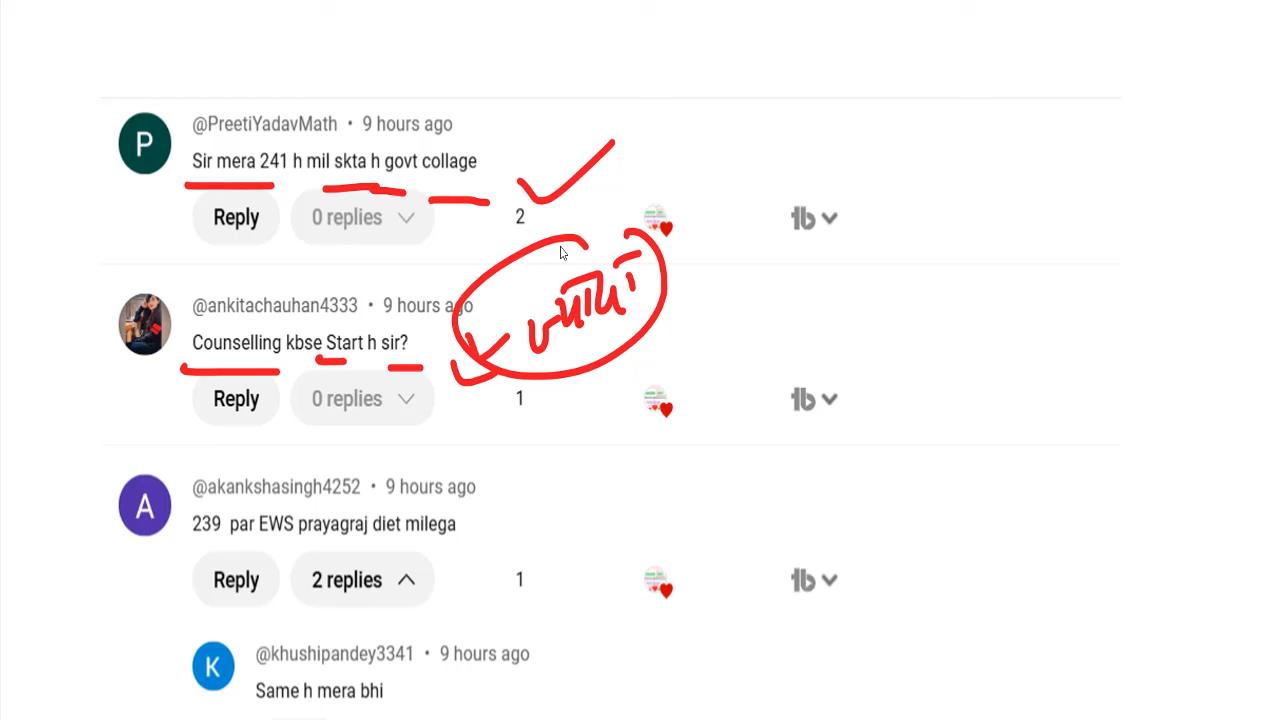 @PreetiYadavMath • 9 hours ago
Sir mera 241 h mil skta h govt collage
Reply 0 replies 2
@ankitachauhan4333 • 9 hours ago
Counselling kbse Start h sir?
Reply 0 replies 1
@akankshasingh4252 • 9 hours ago
239 par EWS prayagraj diet milega
Reply 2 replies 1
@khushipandey3341 • 9 hours ago
Same h mera bhi